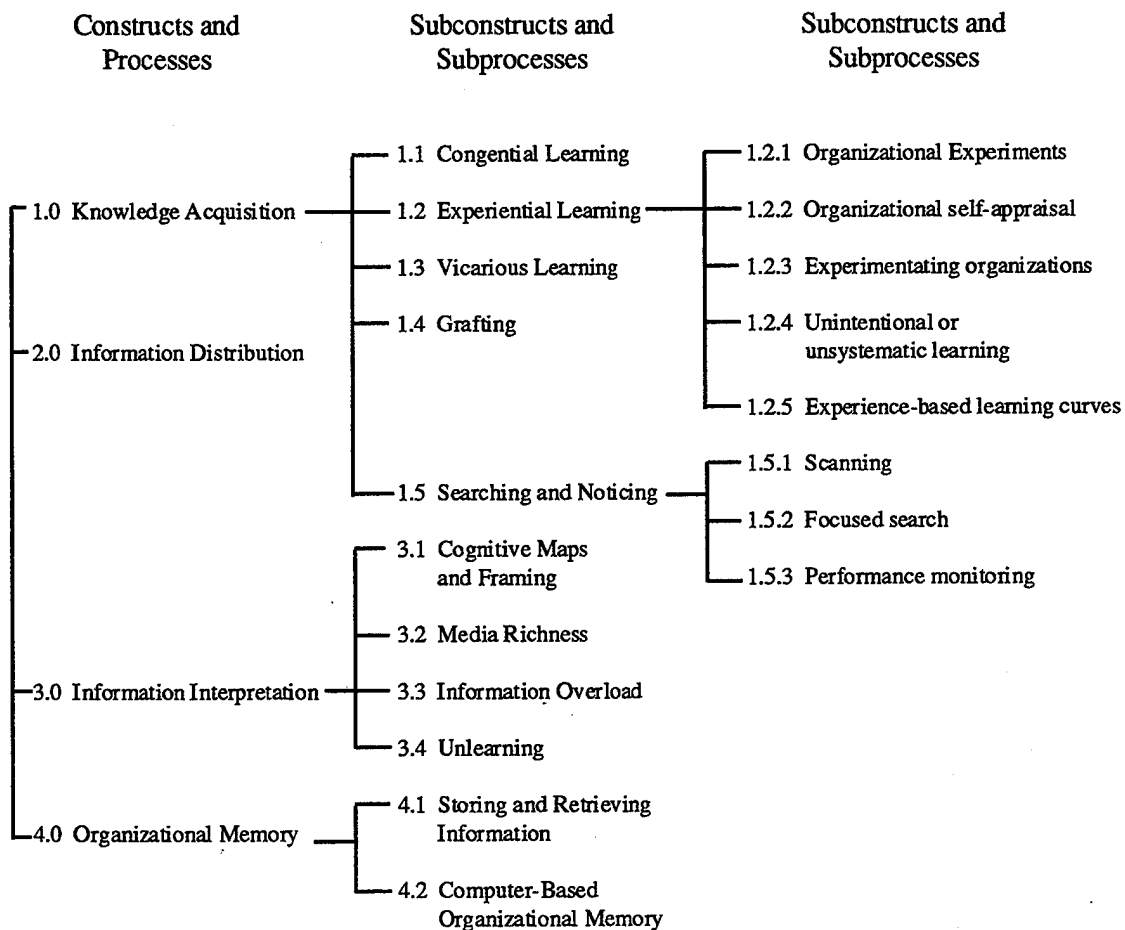 Constructs and
Processes
Subconstructs and
Subprocesses
Subconstructs and
Subprocesses
1.0 Knowledge Acquisition
2.0 Information Distribution
3.0 Information Interpretation
4.0 Organizational Memory
1.1 Congential Learning
1.2 Experiential Learning
1.3 Vicarious Learning
1.4 Grafting
1.5 Searching and Noticing
3.1 Cognitive Maps
and Framing
3.2 Media Richness
3.3 Information Overload
3.4 Unlearning
4.1 Storing and Retrieving
Information
4.2 Computer-Based
Organizational Memory
1.2.1 Organizational Experiments
1.2.2 Organizational self-appraisal
1.2.3 Experimentating organizations
1.2.4 Unintentional or
unsystematic learning
1.2.5 Experience-based learning curves
1.5.1 Scanning
1.5.2 Focused search
1.5.3 Performance monitoring